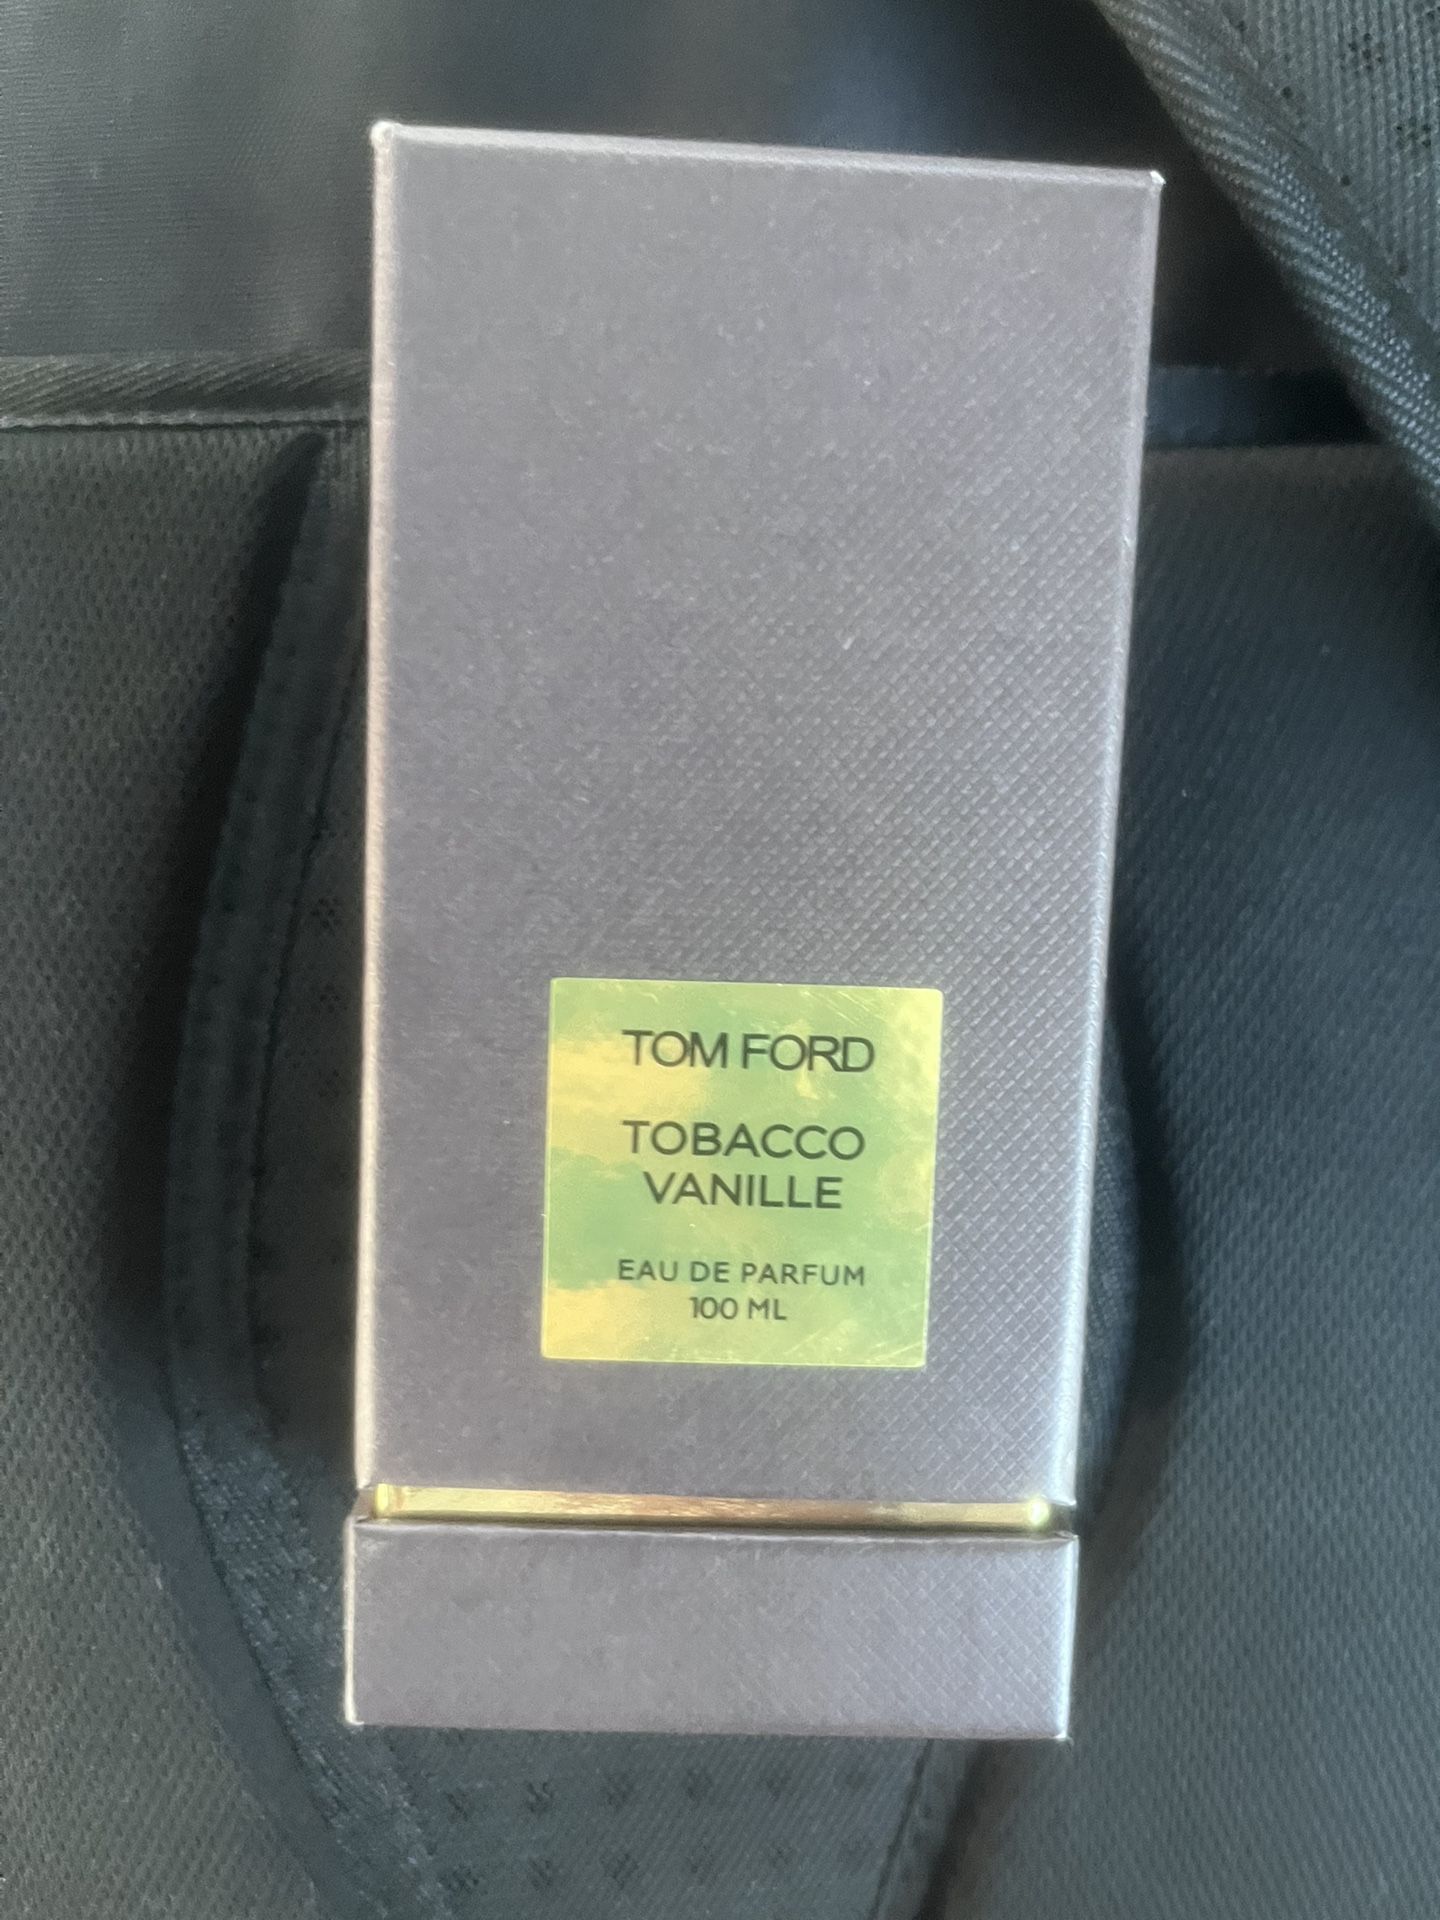 TOM FORD
TOBACCO
VANILLE
EAU DE PARFUM
100 ML